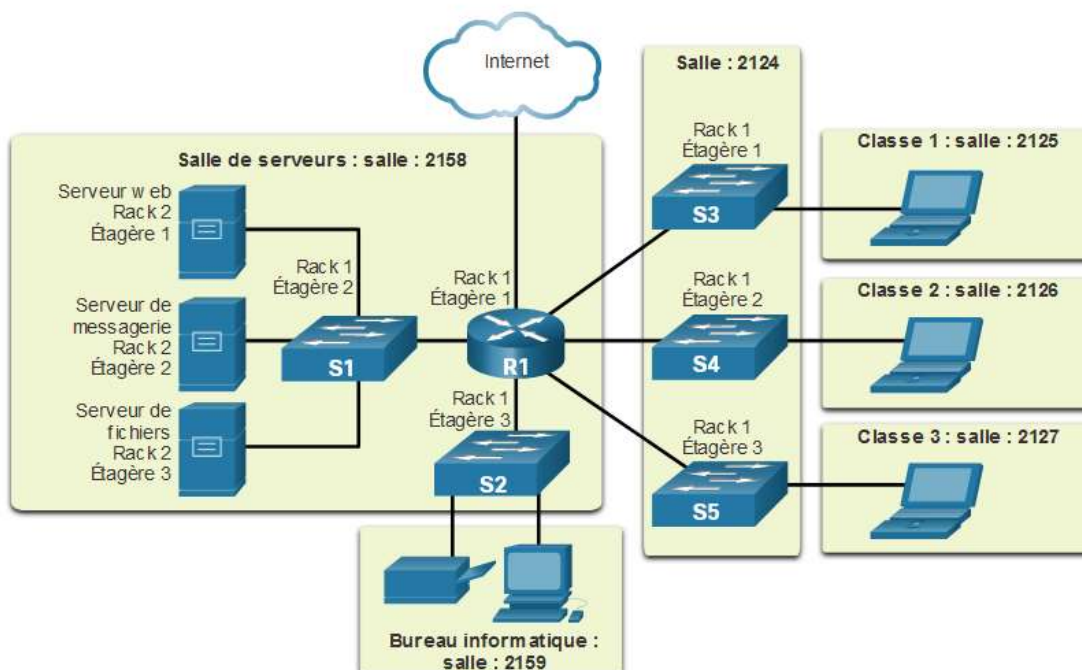 Internet
Salle : 2124
Rack 1
Étagère 1
S3
Classe 1 : salle : 2125
Salle de serveurs : salle : 2158
Serveur web
Rack 2
Étagère 1
Rack 1
Étagère 2
Rack 1
Étagère 1
Rack 1
Étagère 2
S4
Classe 2 : salle : 2126
Serveur de
messagerie
Rack 2
Étagère 2
S1
R1
Rack 1
Étagère 3
Serveur de
fichiers
Rack 2
Étagère 3
S2
Rack 1
Étagère 3
S5
Classe 3 : salle : 2127
Bureau informatique :
salle : 2159